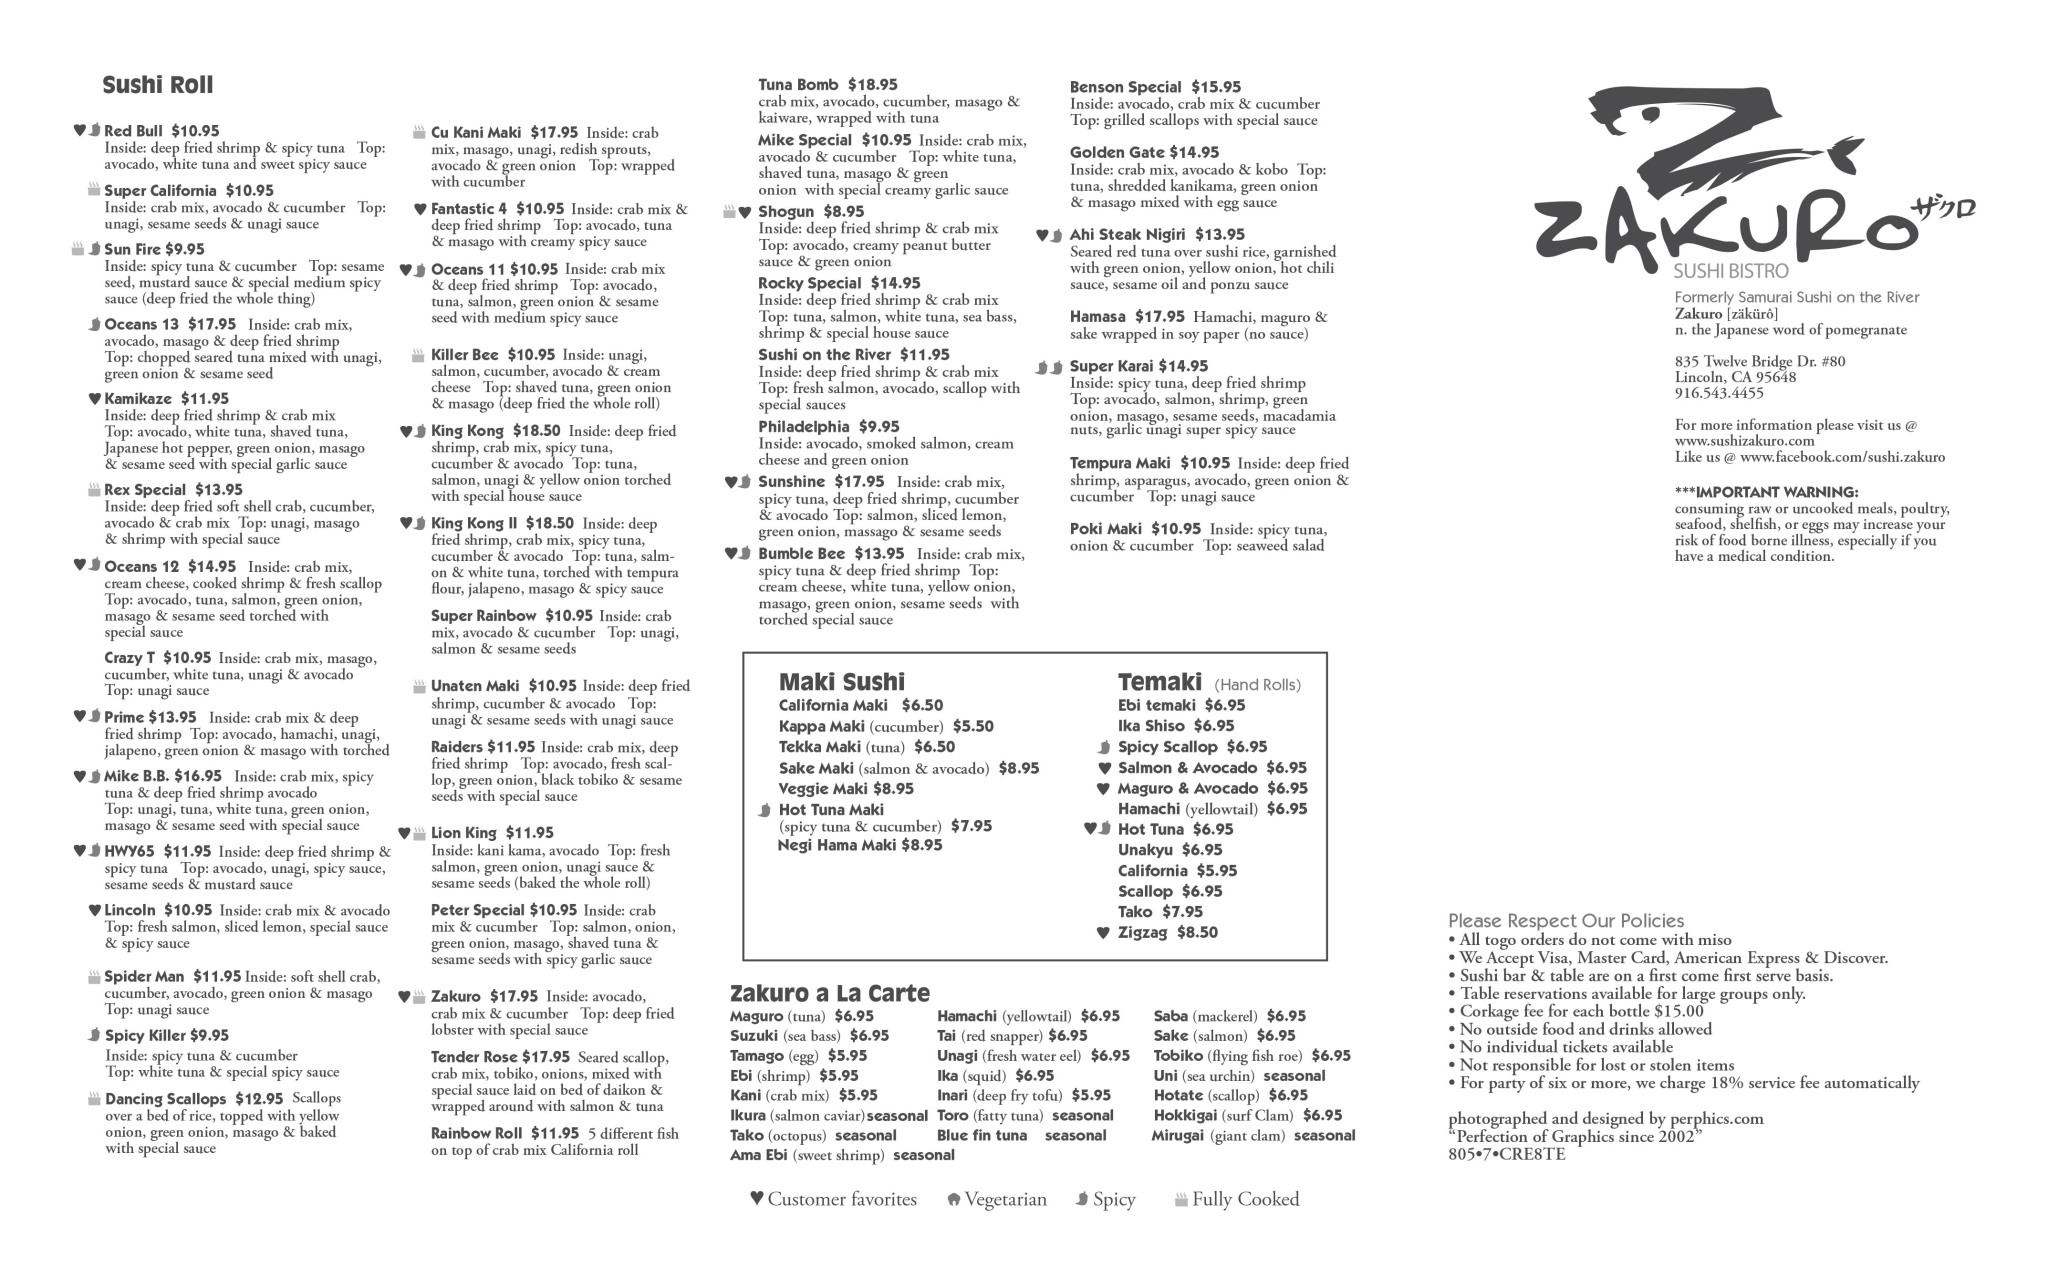 Sushi Roll
Red Bull $10.95
Inside: deep fried shrimp & spicy tuna Top:
avocado, white tuna and sweet spicy sauce
Super California $10.95
Inside: crab mix, avocado & cucumber Top:
unagi, sesame seeds & unagi sauce
Sun Fire $9.95
Inside: spicy tuna & cucumber Top: sesame
seed, mustard sauce & special medium spicy
sauce (deep fried the whole thing)
Oceans 13 $17.95 Inside: crab mix,
avocado, masago & deep fried shrimp
Top: chopped seared tuna mixed with unagi,
green onion & sesame seed
Kamikaze $11.95
Inside: deep fried shrimp & crab mix
Top: avocado, white tuna, shaved tuna,
Japanese hot pepper, green onion, masago
& sesame seed with special garlic sauce
Rex Special $13.95
Inside: deep fried soft shell crab, cucumber,
avocado & crab mix Top: unagi, masago
& shrimp with special sauce
Oceans 12 $14.95 Inside: crab mix,
cream cheese, cooked shrimp & fresh scallop
Top: avocado, tuna, salmon, green onion,
masago & sesame seed torched with
special sauce
Crazy T $10.95 Inside: crab mix, masago,
cucumber, white tuna, unagi & avocado
Top: unagi sauce
Prime $13.95 Inside: crab mix & deep
fried shrimp Top: avocado, hamachi, unagi,
jalapeno, green onion & masago with torched
Mike B.B. $16.95 Inside: crab mix, spicy
tuna & deep fried shrimp avocado
Top: unagi, tuna, white tuna, green onion,
masago & sesame seed with special sauce
HWY65 $11.95 Inside: deep fried shrimp &
spicy tuna Top: avocado, unagi, spicy sauce,
sesame seeds & mustard sauce
Lincoln $10.95 Inside: crab mix & avocado
Top: fresh salmon, sliced lemon, special sauce
& spicy sauce
Spider Man $11.95 Inside: soft shell crab,
cucumber, avocado, green onion & masago
Top: unagi sauce
Spicy Killer $9.95
Inside: spicy tuna & cucumber
Top: white tuna & special spicy sauce
Dancing Scallops $12.95 Scallops
over a bed of rice, topped with yellow
onion, green onion, masago & baked
with special sauce
Cu Kani Maki $17.95 Inside: crab
mix, masago, unagi, redish sprouts,
avocado & green onion Top: wrapped
with cucumber
Fantastic 4 $10.95 Inside: crab mix &
deep fried shrimp Top: avocado, tuna
& masago with creamy spicy sauce
Oceans 11 $10.95 Inside: crab mix
& deep fried shrimp Top: avocado,
tuna, salmon, green onion & sesame
seed with medium spicy sauce
Killer Bee $10.95 Inside: unagi,
salmon, cucumber, avocado & cream
cheese Top: shaved tuna, green onion
& masago (deep fried the whole roll)
King Kong $18.50 Inside: deep fried
shrimp, crab mix, spicy tuna,
cucumber & avocado Top: tuna,
salmon, unagi & yellow onion torched
with special house sauce
King Kong II $18.50 Inside: deep
fried shrimp, crab mix, spicy tuna,
cucumber & avocado Top: tuna, salm-
on & white tuna, torched with tempura
flour, jalapeno, masago & spicy sauce
Super Rainbow $10.95 Inside: crab
mix, avocado & cucumber Top: unagi,
salmon & sesame seeds
Unaten Maki $10.95 Inside: deep fried
shrimp, cucumber & avocado Top:
unagi & sesame seeds with unagi sauce
Raiders $11.95 Inside: crab mix, deep
fried shrimp Top: avocado, fresh scal-
lop, green onion, black tobiko & sesame
seeds with special sauce
Lion King $11.95
Inside: kani kama, avocado Top: fresh
salmon, green onion, unagi sauce &
sesame seeds (baked the whole roll)
Peter Special $10.95 Inside: crab
mix & cucumber Top: salmon, onion,
green onion, masago, shaved tuna &
sesame seeds with spicy garlic sauce
Zakuro $17.95 Inside: avocado,
crab mix & cucumber Top: deep fried
lobster with special sauce
Tender Rose $17.95 Seared scallop,
crab mix, tobiko, onions, mixed with
special sauce laid on bed of daikon &
wrapped around with salmon & tuna
Rainbow Roll $11.95 5 different fish
on top of crab mix California roll
Tuna Bomb $18.95
crab mix, avocado, cucumber, masago &
kaiware, wrapped with tuna
Mike Special $10.95 Inside: crab mix,
avocado & cucumber Top: white tuna,
shaved tuna, masago & green
onion with special creamy garlic sauce
Shogun $8.95
Inside: deep fried shrimp & crab mix
Top: avocado, creamy peanut butter
sauce & green onion
Rocky Special $14.95
Inside: deep fried shrimp & crab mix
Top: tuna, salmon, white tuna, sea bass,
shrimp & special house sauce
Sushi on the River $11.95
Inside: deep fried shrimp & crab mix
Top: fresh salmon, avocado, scallop with
special sauces
Philadelphia $9.95
Inside: avocado, smoked salmon, cream
cheese and green onion
Sunshine $17.95 Inside: crab mix,
spicy tuna, deep fried shrimp, cucumber
& avocado Top: salmon, sliced lemon,
green onion, massago & sesame seeds
Bumble Bee $13.95 Inside: crab mix,
spicy tuna & deep fried shrimp Top:
cream cheese, white tuna, yellow onion,
masago, green onion, sesame seeds with
torched special sauce
Benson Special $15.95
Inside: avocado, crab mix & cucumber
Top: grilled scallops with special sauce
Golden Gate $14.95
Inside: crab mix, avocado & kobo Top:
tuna, shredded kanikama, green onion
& masago mixed with egg sauce
Ahi Steak Nigiri $13.95
Seared red tuna over sushi rice, garnished
with green onion, yellow onion, hot chili
sauce, sesame oil and ponzu sauce
Hamasa $17.95 Hamachi, maguro &
sake wrapped in soy paper (no sauce)
Super Karai $14.95
Inside: spicy tuna, deep fried shrimp
Top: avocado, salmon, shrimp, green
onion, masago, sesame seeds, macadamia
nuts, garlic unagi super spicy sauce
Tempura Maki $10.95 Inside: deep fried
shrimp, asparagus, avocado, green onion &
cucumber Top: unagi sauce
Poki Maki $10.95 Inside: spicy tuna,
onion & cucumber Top: seaweed salad
Maki Sushi
California Maki $6.50
Kappa Maki (cucumber) $5.50
Tekka Maki (tuna) $6.50
Sake Maki (salmon & avocado) $8.95
Veggie Maki $8.95
Hot Tuna Maki
(spicy tuna & cucumber) $7.95
Negi Hama Maki $8.95
Temaki (Hand Rolls)
Ebi temaki $6.95
Ika Shiso $6.95
Spicy Scallop $6.95
Salmon & Avocado $6.95
Maguro & Avocado $6.95
Hamachi (yellowtail) $6.95
Hot Tuna $6.95
Unakyu $6.95
California $5.95
Scallop $6.95
Tako $7.95
Zigzag $8.50
Zakuro a La Carte
Maguro (tuna) $6.95
Suzuki (sea bass) $6.95
Tamago (egg) $5.95
Ebi (shrimp) $5.95
Kani (crab mix) $5.95
Ikura (salmon caviar) seasonal
Tako (octopus) seasonal
Ama Ebi (sweet shrimp) seasonal
Hamachi (yellowtail) $6.95
Tai (red snapper) $6.95
Unagi (fresh water eel) $6.95
Ika (squid) $6.95
Inari (deep fry tofu) $5.95
Toro (fatty tuna) seasonal
Blue fin tuna seasonal
Saba (mackerel) $6.95
Sake (salmon) $6.95
Tobiko (flying fish roe) $6.95
Uni (sea urchin) seasonal
Hotate (scallop) $6.95
Hokkigai (surf Clam) $6.95
Mirugai (giant clam) seasonal
Customer favorites Vegetarian Spicy Fully Cooked
ZAKURO ザクロ
SUSHI BISTRO
Formerly Samurai Sushi on the River
Zakuro [zäkürô]
n. the Japanese word of pomegranate
835 Twelve Bridge Dr. #80
Lincoln, CA 95648
916.543.4455
For more information please visit us @
www.sushizakuro.com
Like us @ www.facebook.com/sushi.zakuro
***IMPORTANT WARNING:
consuming raw or uncooked meals, poultry,
seafood, shelfish, or eggs may increase your
risk of food borne illness, especially if you
have a medical condition.
Please Respect Our Policies
• All togo orders do not come with miso
• We Accept Visa, Master Card, American Express & Discover.
• Sushi bar & table are on a first come first serve basis.
• Table reservations available for large groups only.
• Corkage fee for each bottle $15.00
• No outside food and drinks allowed
• No individual tickets available
• Not responsible for lost or stolen items
• For party of six or more, we charge 18% service fee automatically
photographed and designed by perphics.com
“Perfection of Graphics since 2002”
805•7•CRE8TE